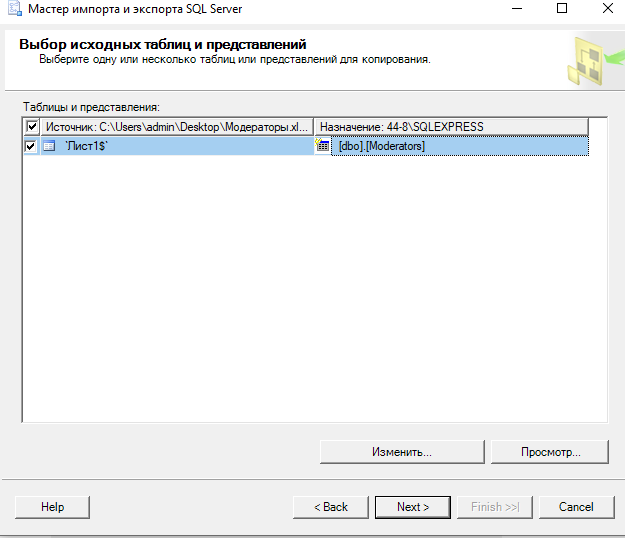 Мастер импорта и экспорта SQL Server
Выбор исходных таблиц и представлений
Выберите одну или несколько таблиц или представлений для копирования.
Таблицы и представления:
Источник: C:\Users\admin\Desktop\Модераторы.xl... Назначение: 44-8\SQLEXPRESS
`Лист1$` [dbo].[Moderators]
Изменить... Просмотр...
Help < Back Next > Finish >>| Cancel